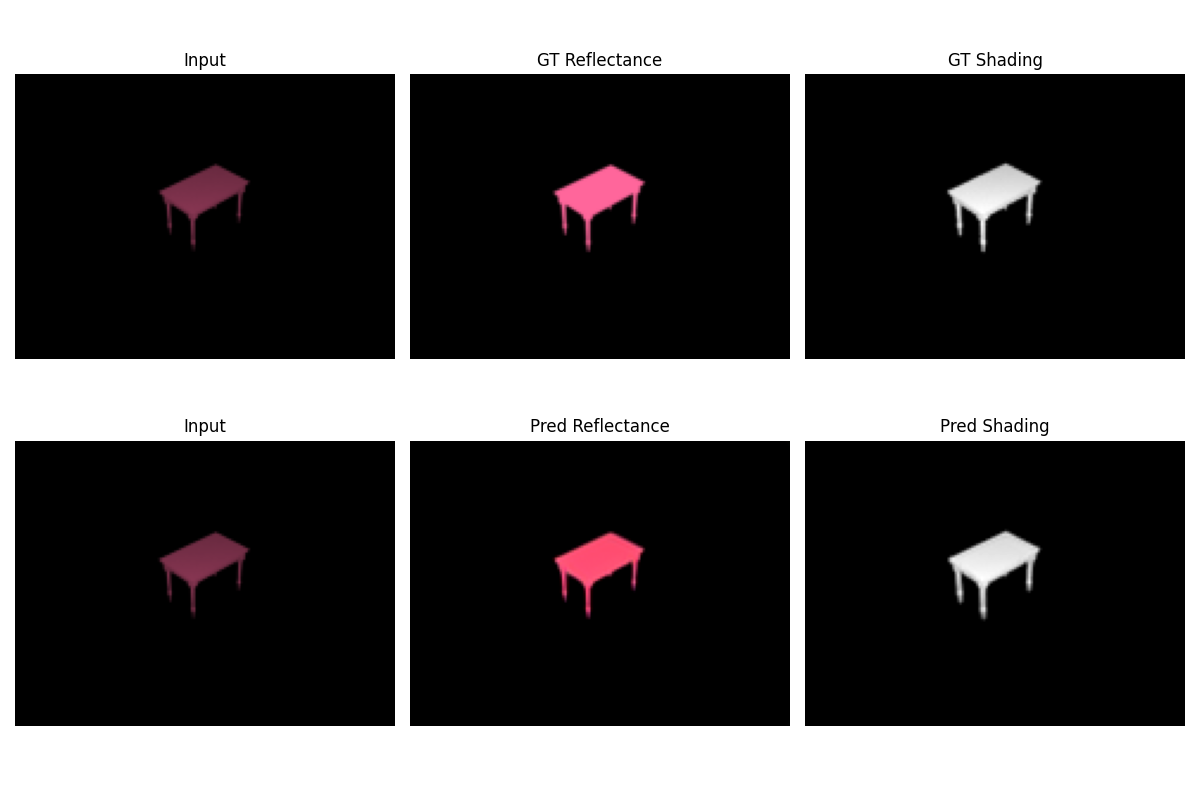 Input
GT Reflectance
GT Shading
Input
Pred Reflectance
Pred Shading